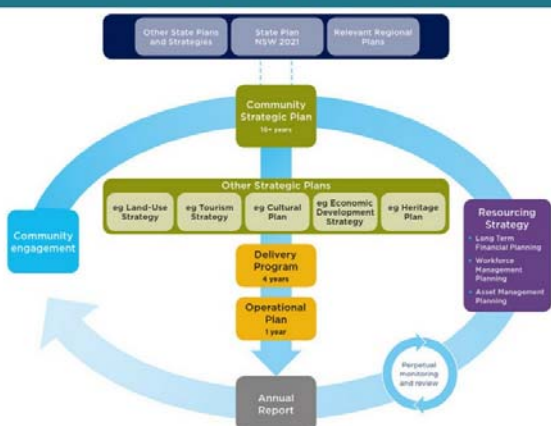 Other State Plans
and Strategies
State Plan
NSW 2021
Relevant Regional
Plans
Community
Strategic Plan
10+ years
Other Strategic Plans
eg Land-Use
Strategy
eg Tourism
Strategy
eg Cultural
Plan
eg Economic
Development
Strategy
eg Heritage
Plan
Community
engagement
Resourcing
Strategy
• Long Term
Financial Planning
• Workforce
Management
Planning
• Asset Management
Planning
Delivery
Program
4 years
Operational
Plan
1 year
Perpetual
monitoring
and review
Annual
Report